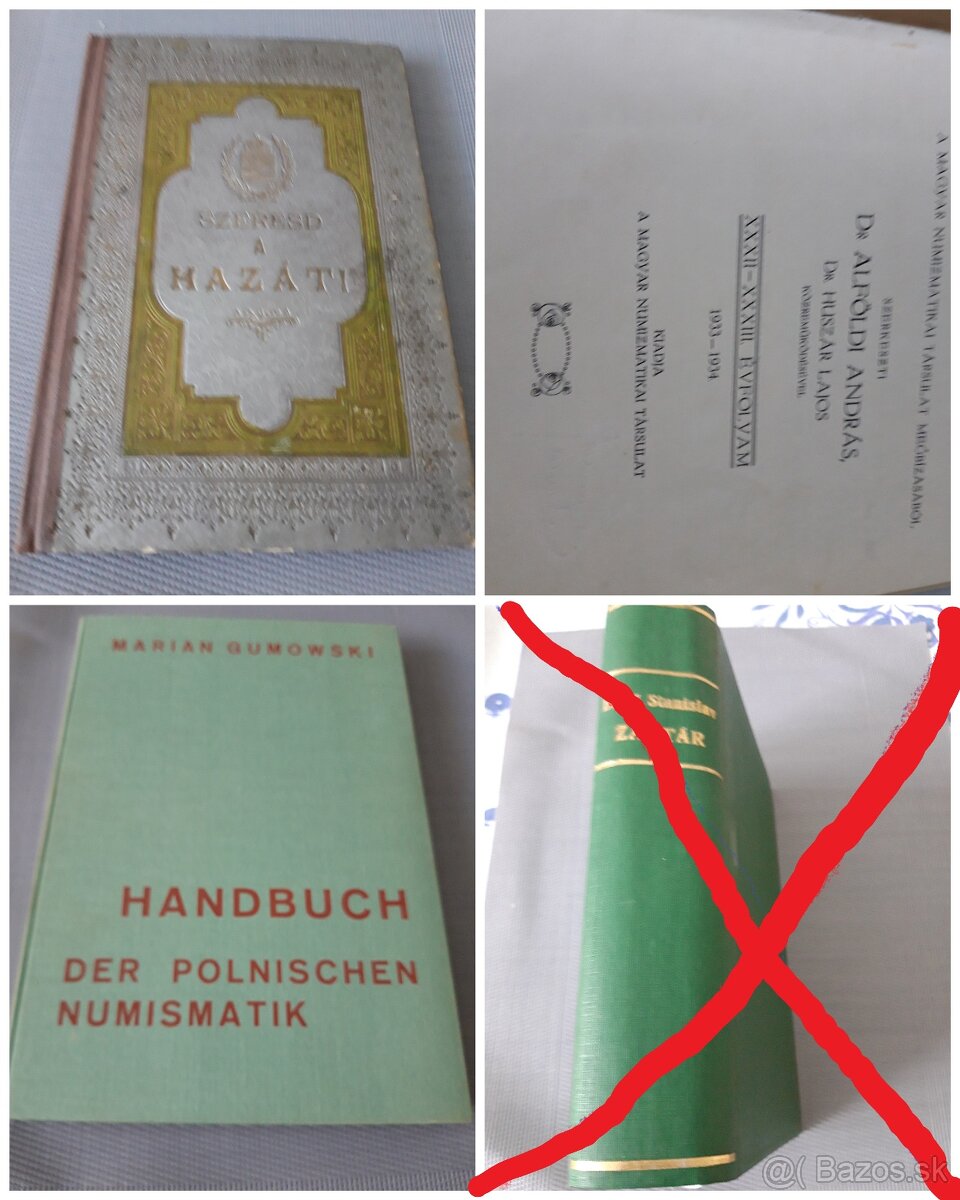 SZERESD
A
HAZÁT!
A MAGYAR NUMIZMATIKAI TÁRSULAT MEGBÍZÁSÁBÓL
SZERKESZTI
DR ALFÖLDI ANDRÁS,
DR HUSZÁR LAJOS
KÖZREMŰKÖDÉSÉVEL
XXXII–XXXIII. ÉVFOLYAM
1933–1934
KIADJA
A MAGYAR NUMIZMATIKAI TÁRSULAT
MARIAN GUMOWSKI
HANDBUCH
DER POLNISCHEN
NUMISMATIK
Stanislav
@( Bazos.sk